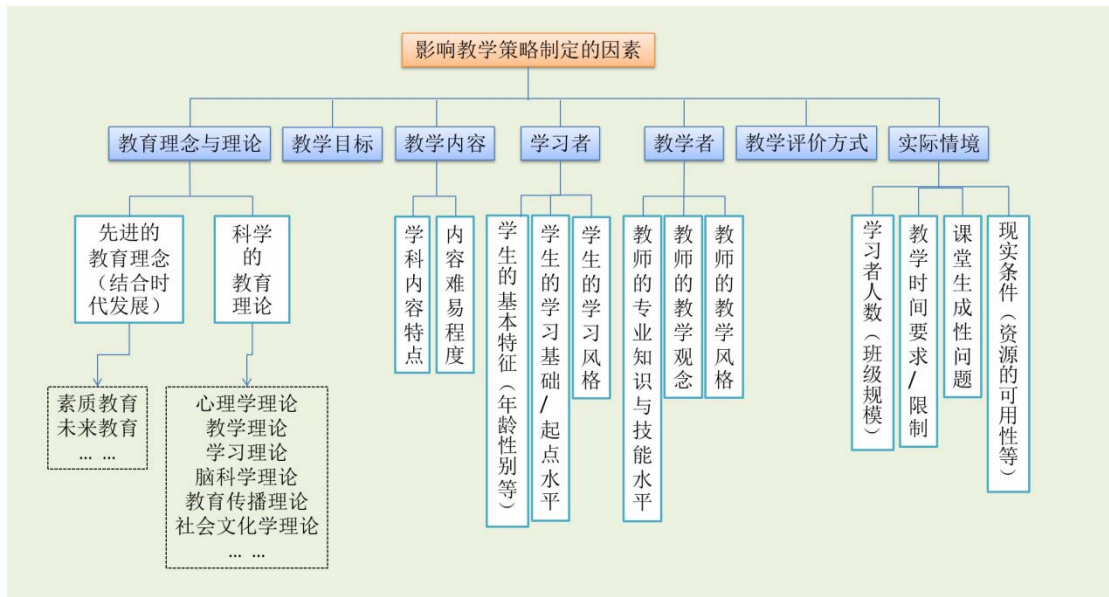 影响教学策略制定的因素
教育理念与理论
教学目标
教学内容
学习者
教学者
教学评价方式
实际情境
先进的
教育理念
（结合时
代发展）
科学
的
教育
理论
学科内容特点
内容难易程度
学生的基本特征（年龄性别等）
学生的学习基础/起点水平
学生的学习风格
教师的专业知识与技能水平
教师的教学观念
教师的教学风格
学习者人数（班级规模）
教学时间要求/限制
课堂生成性问题
现实条件（资源的可用性等）
素质教育
未来教育
... ...
心理学理论
教学理论
学习理论
脑科学理论
教育传播理论
社会文化学理论
... ...